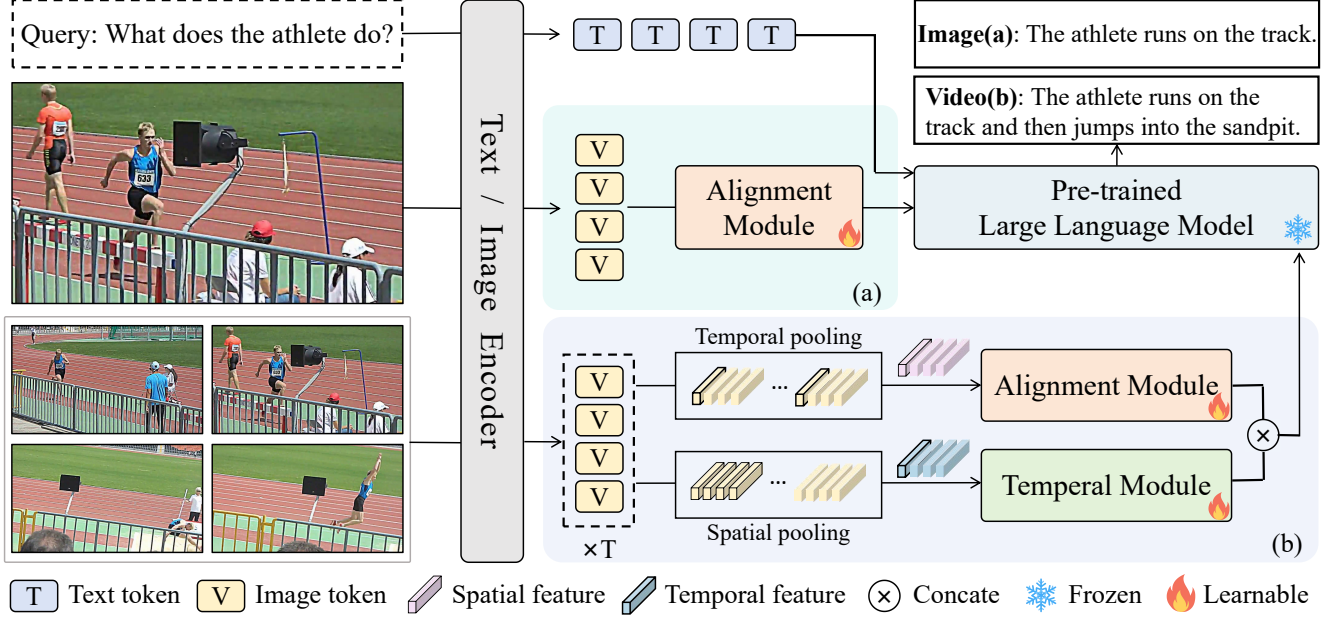 Query: What does the athlete do?
T T T T
Image(a): The athlete runs on the track.
Video(b): The athlete runs on the
track and then jumps into the sandpit.
633
Text / Image Encoder
V
V
V
V
Alignment
Module
(a)
Pre-trained
Large Language Model
V
V
V
V
×T
Temporal pooling
...
Alignment Module
×
...
Spatial pooling
Temperal Module
(b)
T Text token
V Image token
Spatial feature
Temporal feature
× Concate
Frozen
Learnable